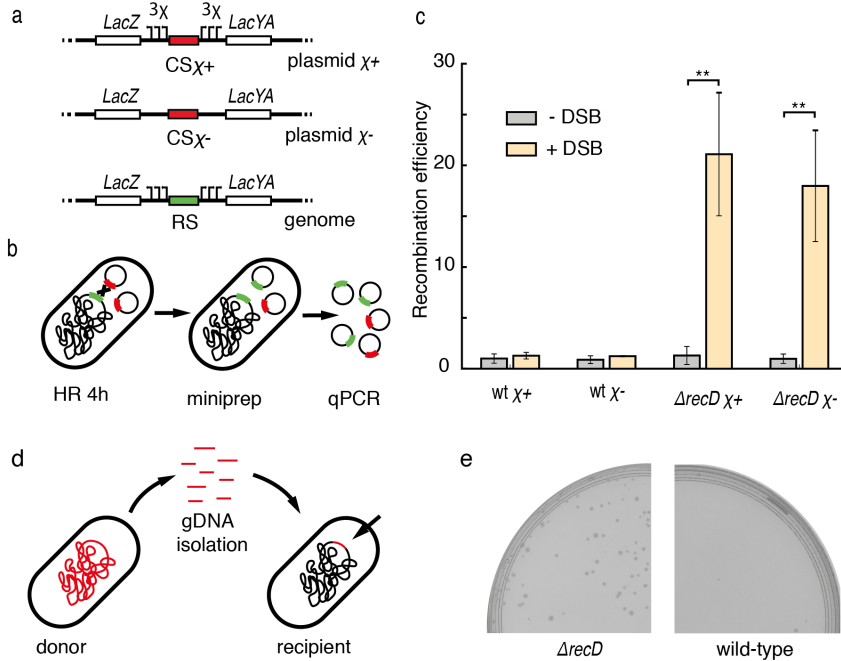 a
LacZ 3χ LacYA
CSχ+ plasmid χ+
LacZ LacYA
CSχ- plasmid χ-
LacZ LacYA
RS genome
b
HR 4h miniprep qPCR
c
Recombination efficiency
30
20
10
0
- DSB
+ DSB
**
**
wt χ+ wt χ- ΔrecD χ+ ΔrecD χ-
d
gDNA
isolation
donor recipient
e
ΔrecD wild-type